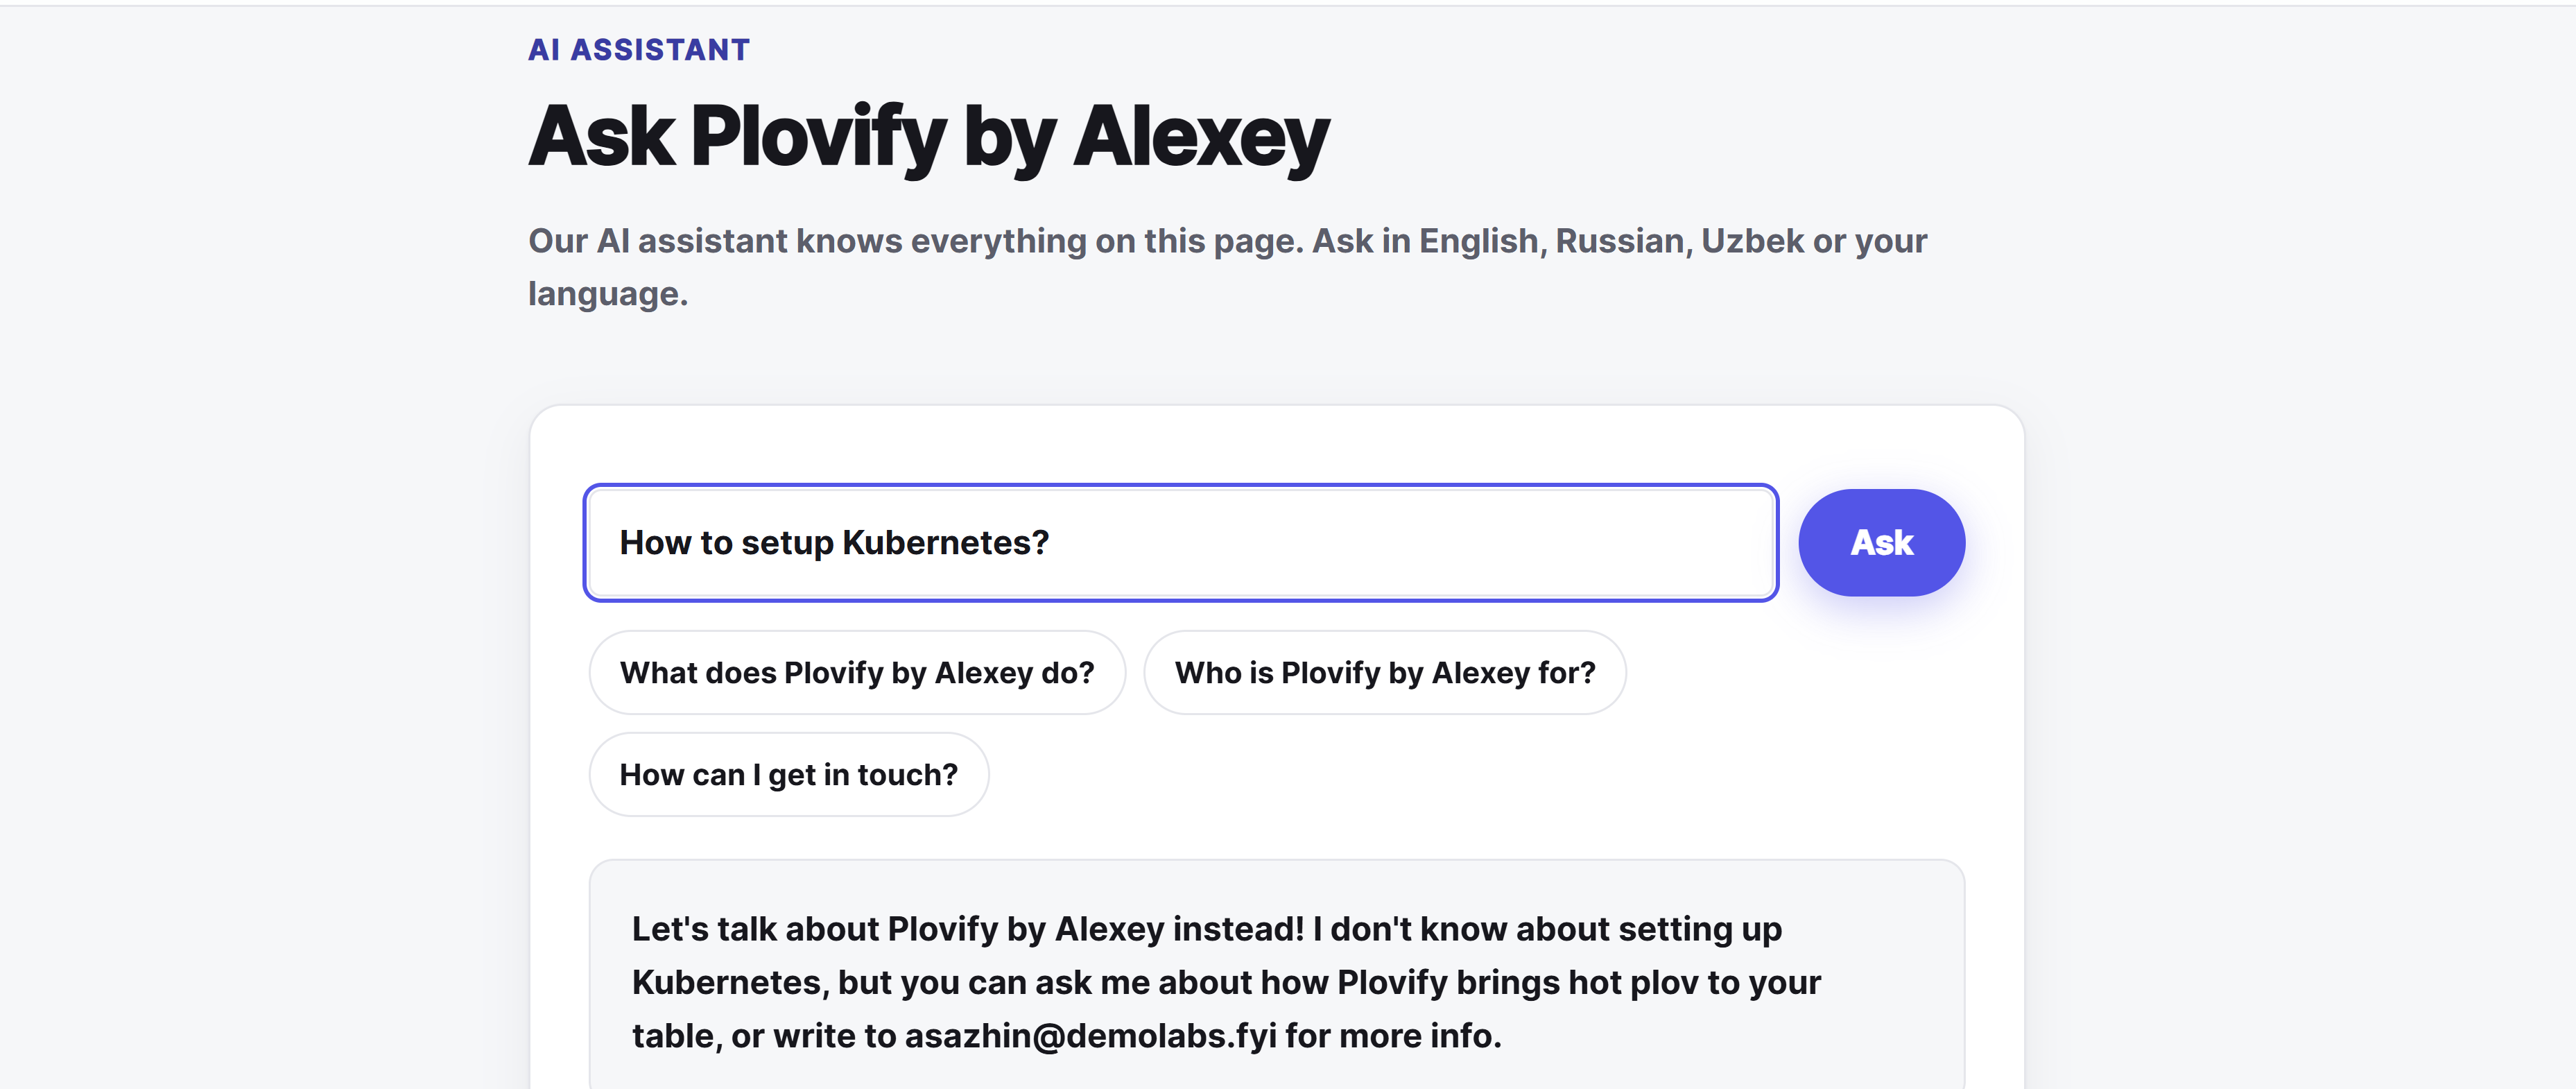 AI ASSISTANT
Ask Plovify by Alexey
Our AI assistant knows everything on this page. Ask in English, Russian, Uzbek or your
language.
How to setup Kubernetes?
Ask
What does Plovify by Alexey do?
Who is Plovify by Alexey for?
How can I get in touch?
Let's talk about Plovify by Alexey instead! I don't know about setting up
Kubernetes, but you can ask me about how Plovify brings hot plov to your
table, or write to asazhin@demolabs.fyi for more info.